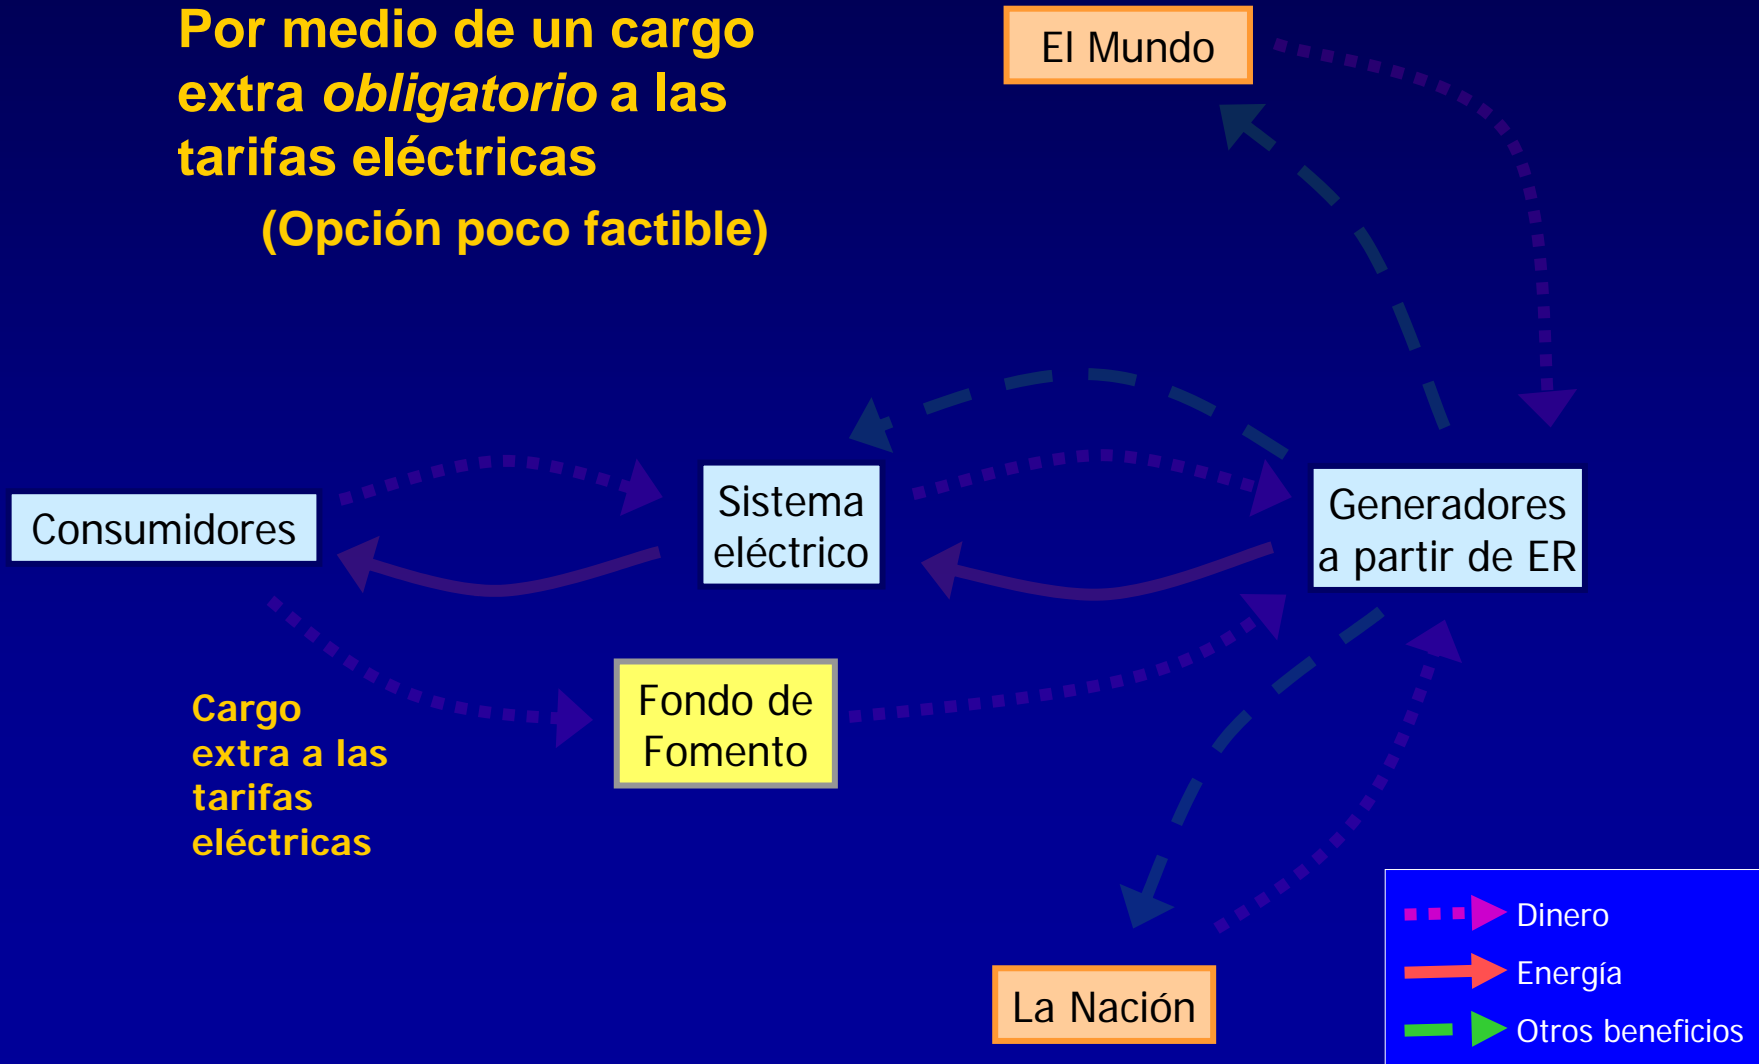 Por medio de un cargo
extra obligatorio a las
tarifas eléctricas
(Opción poco factible)
El Mundo
Consumidores
Sistema
eléctrico
Generadores
a partir de ER
Fondo de
Fomento
Cargo
extra a las
tarifas
eléctricas
La Nación
Dinero
Energía
Otros beneficios